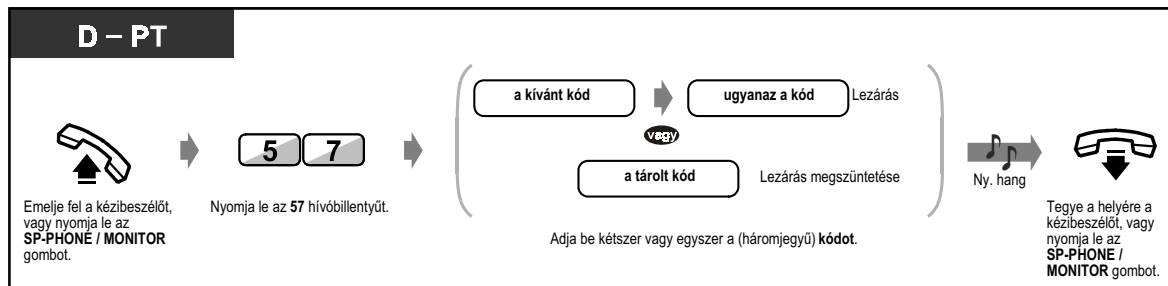 D – PT
a kívánt kód
ugyanaz a kód
Lezárás
vagy
5 7
a tárolt kód
Lezárás megszüntetése
Ny. hang
Emelje fel a kézibeszélőt,
vagy nyomja le az
SP-PHONE / MONITOR
gombot.
Nyomja le az 57 hívóbillentyűt.
Adja be kétszer vagy egyszer a (háromjegyű) kódot.
Tegye a helyére a
kézibeszélőt, vagy
nyomja le az
SP-PHONE /
MONITOR gombot.